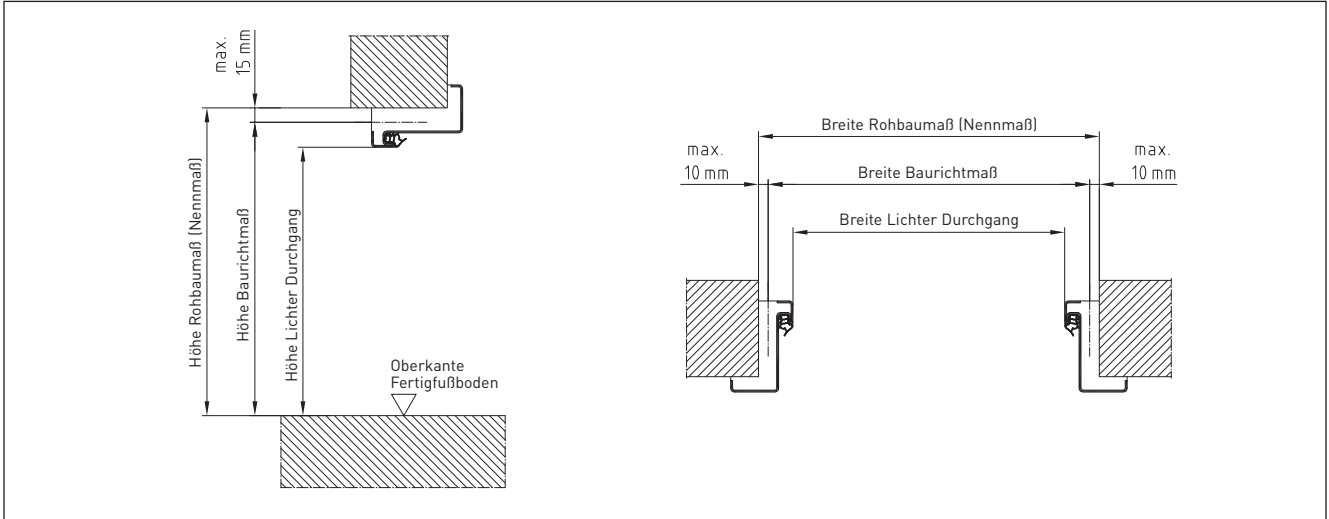 max.
15 mm
Höhe Rohbaumaß (Nennmaß)
Höhe Baurichtmaß
Höhe Lichter Durchgang
Oberkante
Fertigfußboden
Breite Rohbaumaß (Nennmaß)
max.
10 mm
Breite Baurichtmaß
max.
10 mm
Breite Lichter Durchgang